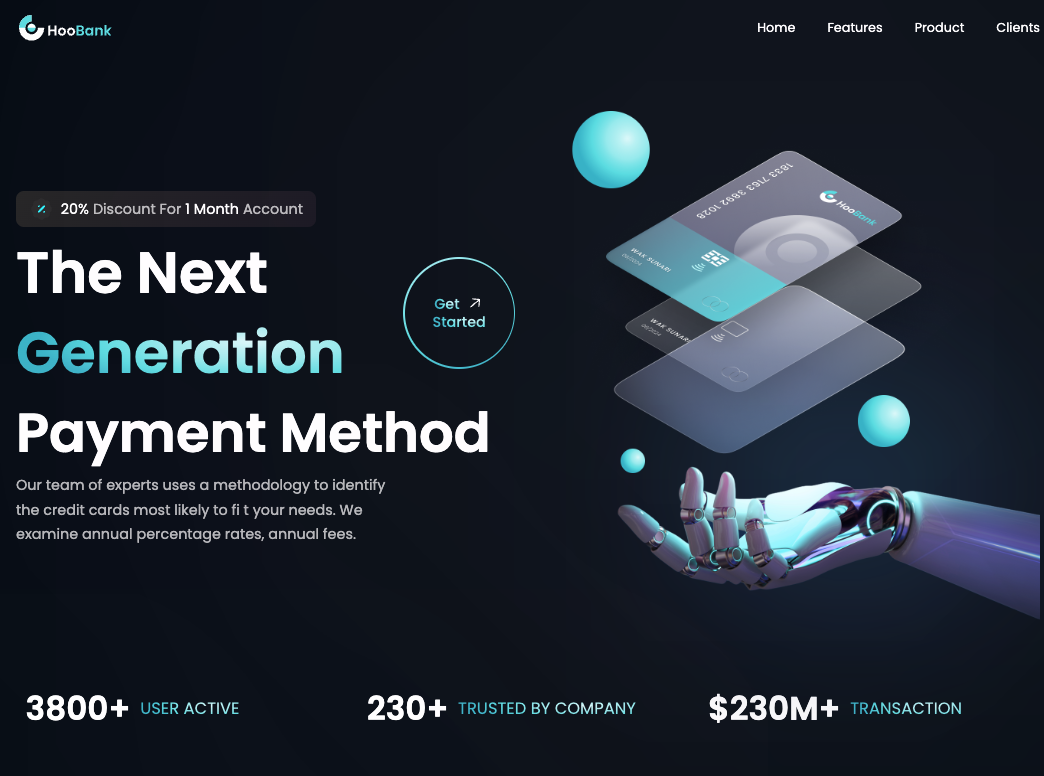 HooBank
Home
Features
Product
Clients
20% Discount For 1 Month Account
The Next
Generation
Payment Method
Get
Started
Our team of experts uses a methodology to identify
the credit cards most likely to fi t your needs. We
examine annual percentage rates, annual fees.
1833 7163 3892 1028
HooBank
WAK SUNARI
WAK SUNARI
3800+ USER ACTIVE
230+ TRUSTED BY COMPANY
$230M+ TRANSACTION